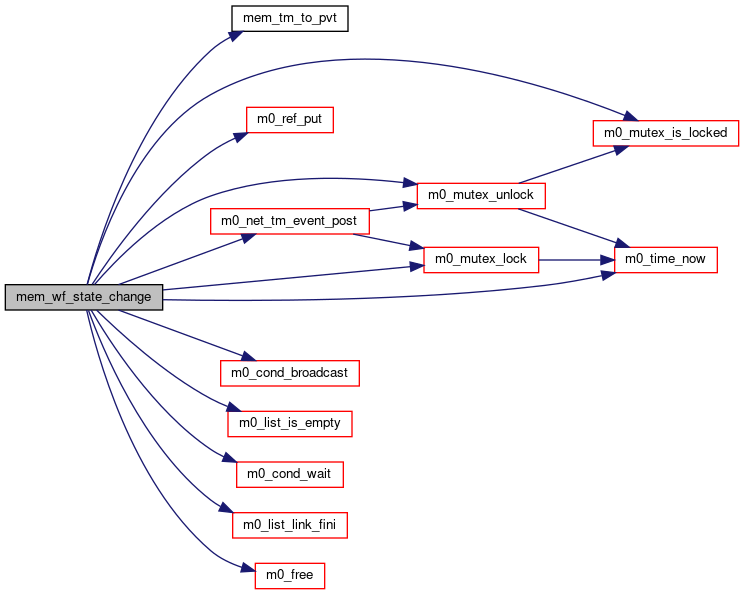 mem_tm_to_pvt
m0_ref_put
m0_mutex_is_locked
m0_mutex_unlock
m0_net_tm_event_post
m0_mutex_lock
m0_time_now
mem_wf_state_change
m0_cond_broadcast
m0_list_is_empty
m0_cond_wait
m0_list_link_fini
m0_free